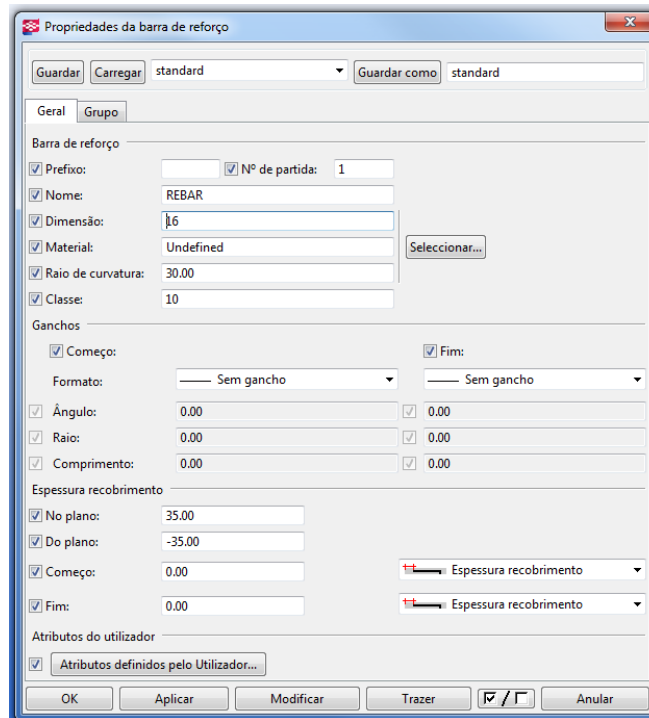 Propriedades da barra de reforço
Guardar Carregar standard Guardar como standard
Geral Grupo
Barra de reforço
Prefixo: Nº de partida: 1
Nome: REBAR
Dimensão: 16
Material: Undefined Seleccionar...
Raio de curvatura: 30.00
Classe: 10
Ganchos
Começo: Fim:
Formato: Sem gancho Sem gancho
Ângulo: 0.00 0.00
Raio: 0.00 0.00
Comprimento: 0.00 0.00
Espessura recobrimento
No plano: 35.00
Do plano: -35.00
Começo: 0.00 Espessura recobrimento
Fim: 0.00 Espessura recobrimento
Atributos do utilizador
Atributos definidos pelo Utilizador...
OK Aplicar Modificar Trazer / Anular